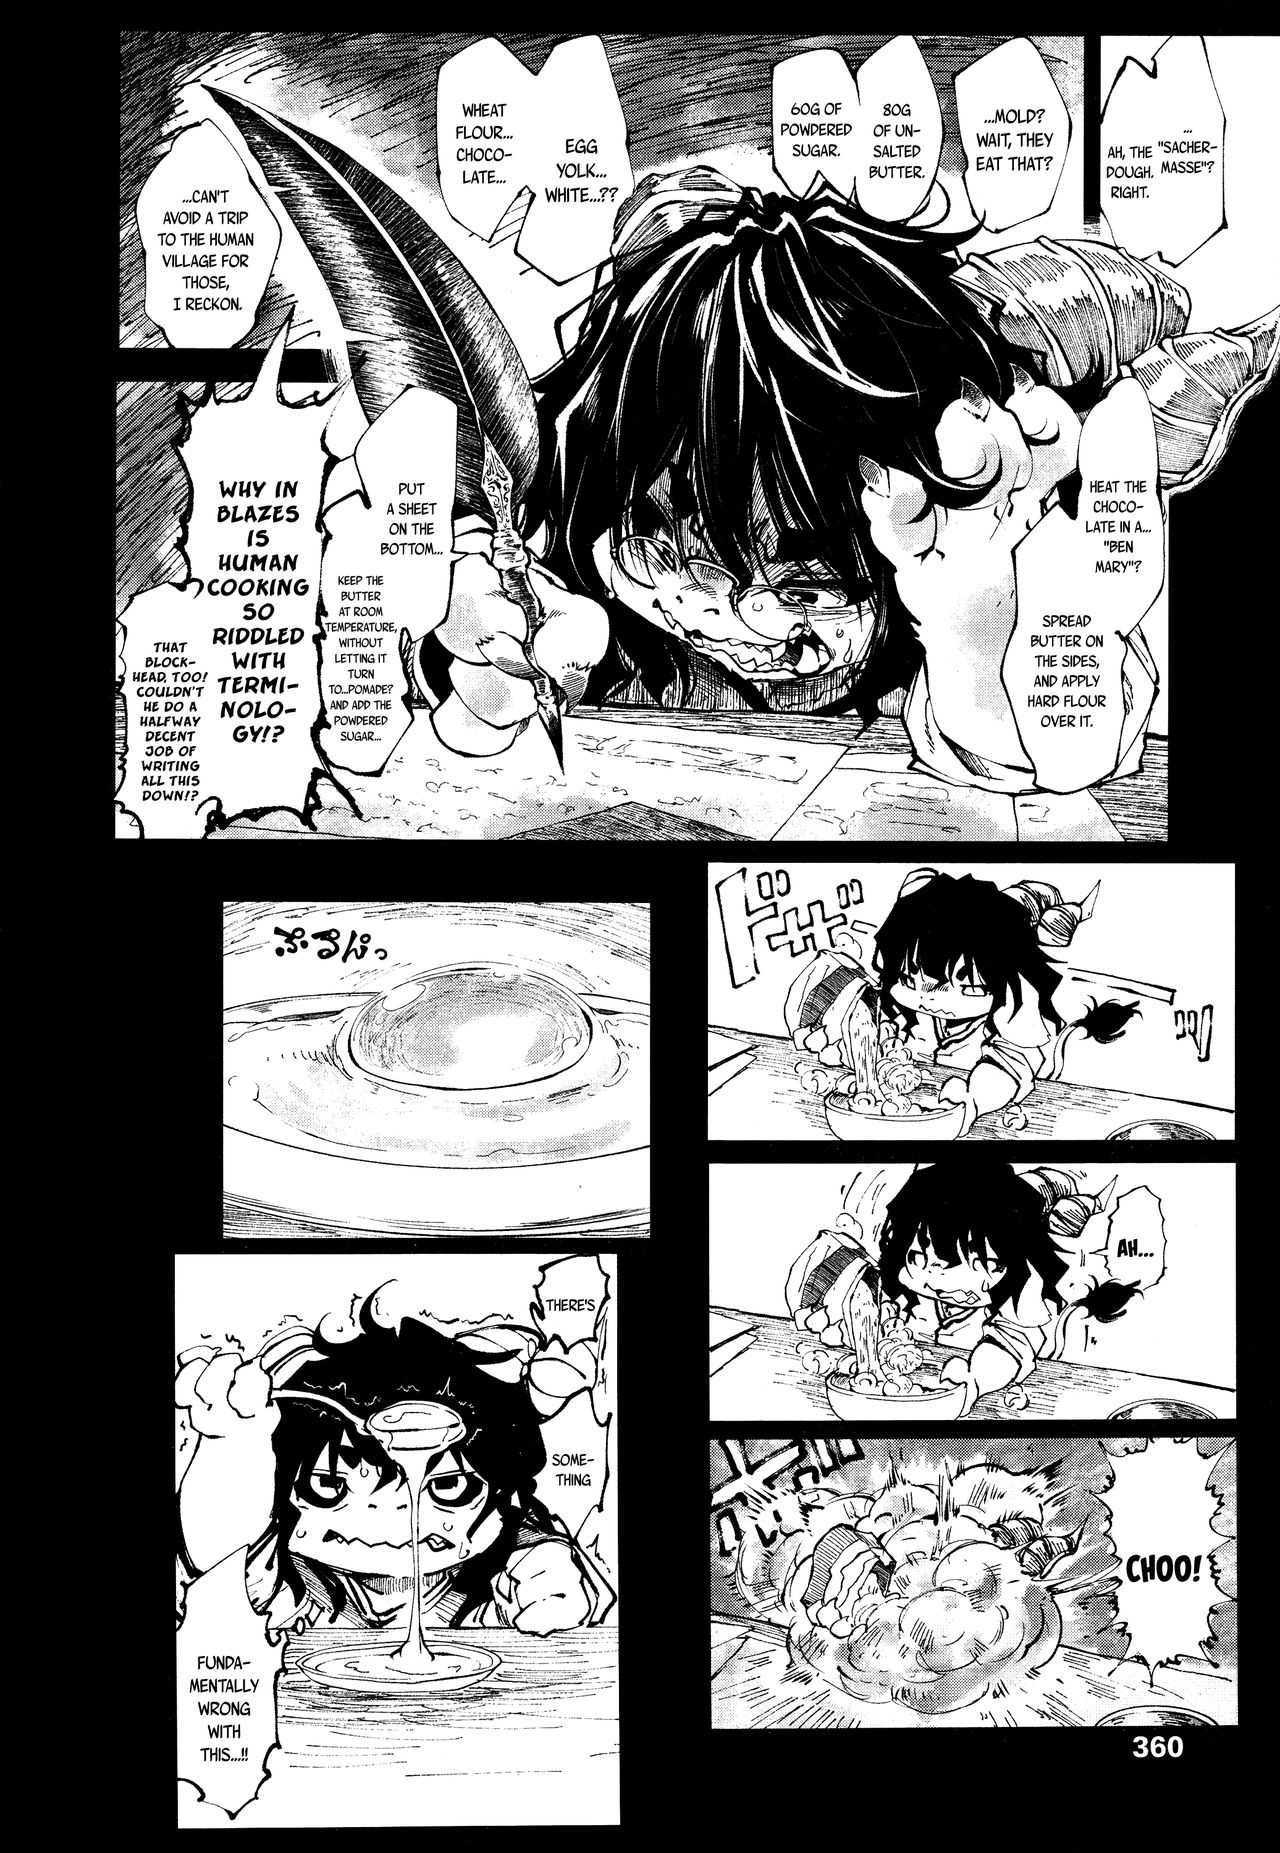 ...
"SACHER-
MASSE"?
AH, THE
DOUGH.
RIGHT.
...MOLD?
WAIT, THEY
EAT THAT?
80G
OF UN-
SALTED
BUTTER.
60G OF
POWDERED
SUGAR.
EGG
YOLK...
WHITE...??
WHEAT
FLOUR...
CHOCO-
LATE...
...CAN'T
AVOID A TRIP
TO THE HUMAN
VILLAGE FOR
THOSE,
I RECKON.
HEAT THE
CHOCO-
LATE IN A...
"BEN
MARY"?
SPREAD
BUTTER ON
THE SIDES,
AND APPLY
HARD FLOUR
OVER IT.
PUT
A SHEET
ON THE
BOTTOM...
KEEP THE
BUTTER
AT ROOM
TEMPERATURE,
WITHOUT
LETTING IT
TURN
TO...POMADE?
AND ADD THE
POWDERED
SUGAR...
WHY IN
BLAZES
IS
HUMAN
COOKING
SO
RIDDLED
WITH
TERMI-
NOLO-
GY!?
THAT
BLOCK-
HEAD, TOO!
COULDN'T
HE DO A
HALFWAY
DECENT
JOB OF
WRITING
ALL THIS
DOWN!?
ドザザーッ
AH...
CHOO!
ぷるんっ
THERE'S
SOME-
THING
FUNDA-
MENTALLY
WRONG
WITH
THIS...!!
360